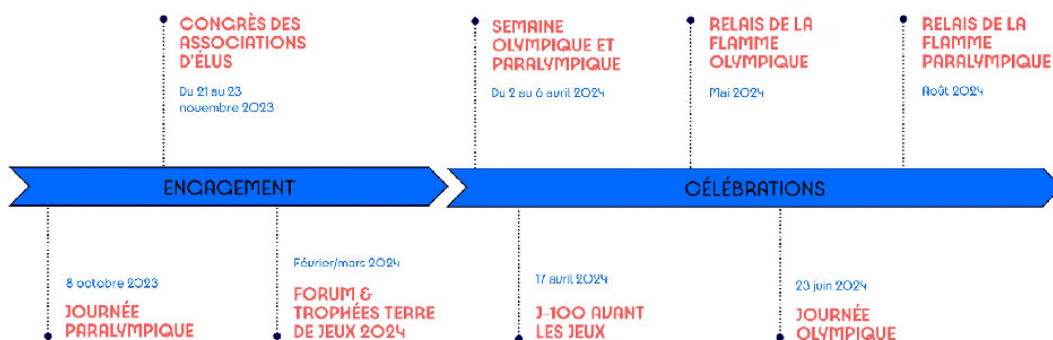 CONGRÈS DES
ASSOCIATIONS
D'ÉLUS
Du 21 au 23
novembre 2023
SEMAINE
OLYMPIQUE ET
PARALYMPIQUE
Du 2 au 6 avril 2024
RELAIS DE LA
FLAMME
OLYMPIQUE
Mai 2024
RELAIS DE LA
FLAMME
PARALYMPIQUE
Août 2024
ENGAGEMENT
CÉLÉBRATIONS
8 octobre 2023
JOURNÉE
PARALYMPIQUE
Février/mars 2024
FORUM &
TROPHÉES TERRE
DE JEUX 2024
17 avril 2024
J-100 AVANT
LES JEUX
23 juin 2024
JOURNÉE
OLYMPIQUE